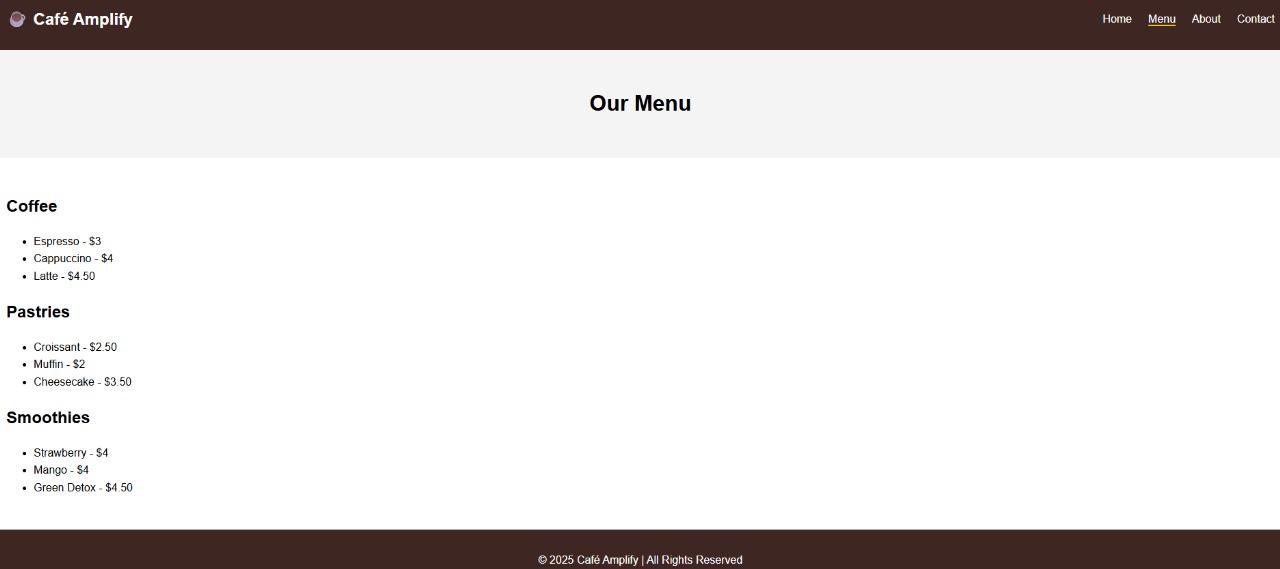 Café Amplify
Home Menu About Contact
Our Menu
Coffee
Espresso - $3
Cappuccino - $4
Latte - $4.50
Pastries
Croissant - $2.50
Muffin - $2
Cheesecake - $3.50
Smoothies
Strawberry - $4
Mango - $4
Green Detox - $4.50
© 2025 Café Amplify | All Rights Reserved